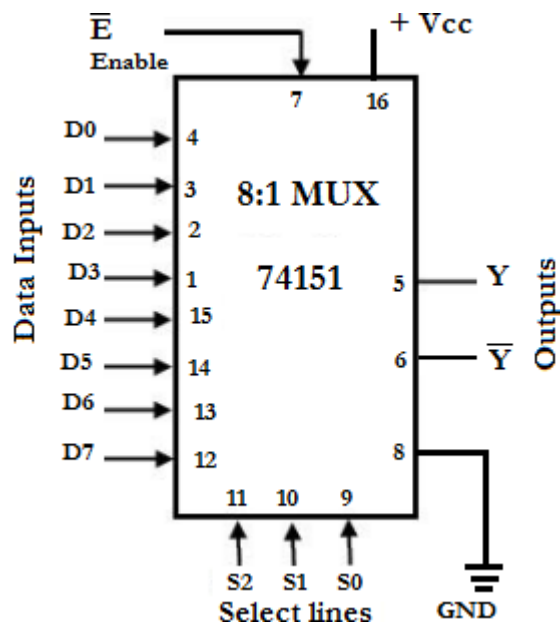 E̅ + Vcc
Enable
7 16
D0 4
D1 3
8:1 MUX
D2 2
D3 1
74151
5 Y
D4 15
D5 14
6 Y̅
D6 13
D7 12
8
Data Inputs
Outputs
11 10 9
S2 S1 S0
Select lines
GND